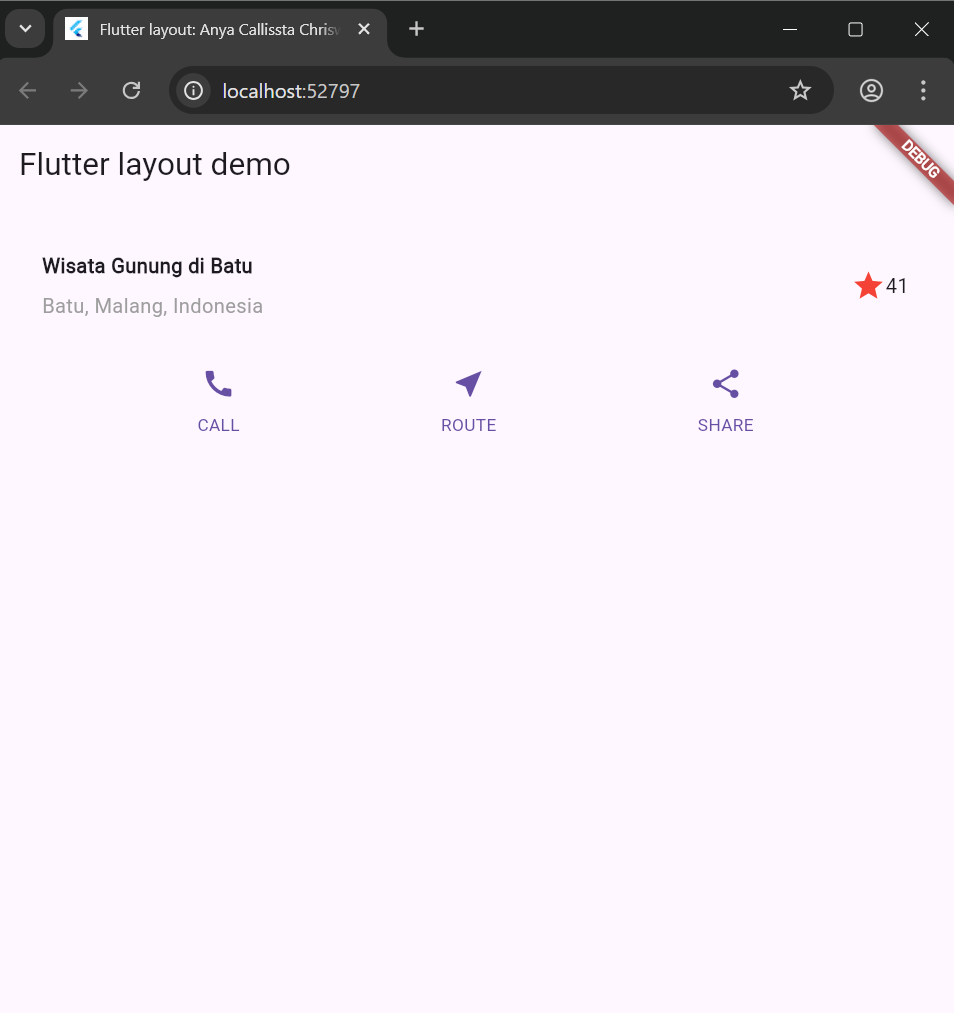 Flutter layout: Anya Callissta
localhost:52797
Flutter layout demo
DEBUG
Wisata Gunung di Batu
Batu, Malang, Indonesia
41
CALL
ROUTE
SHARE